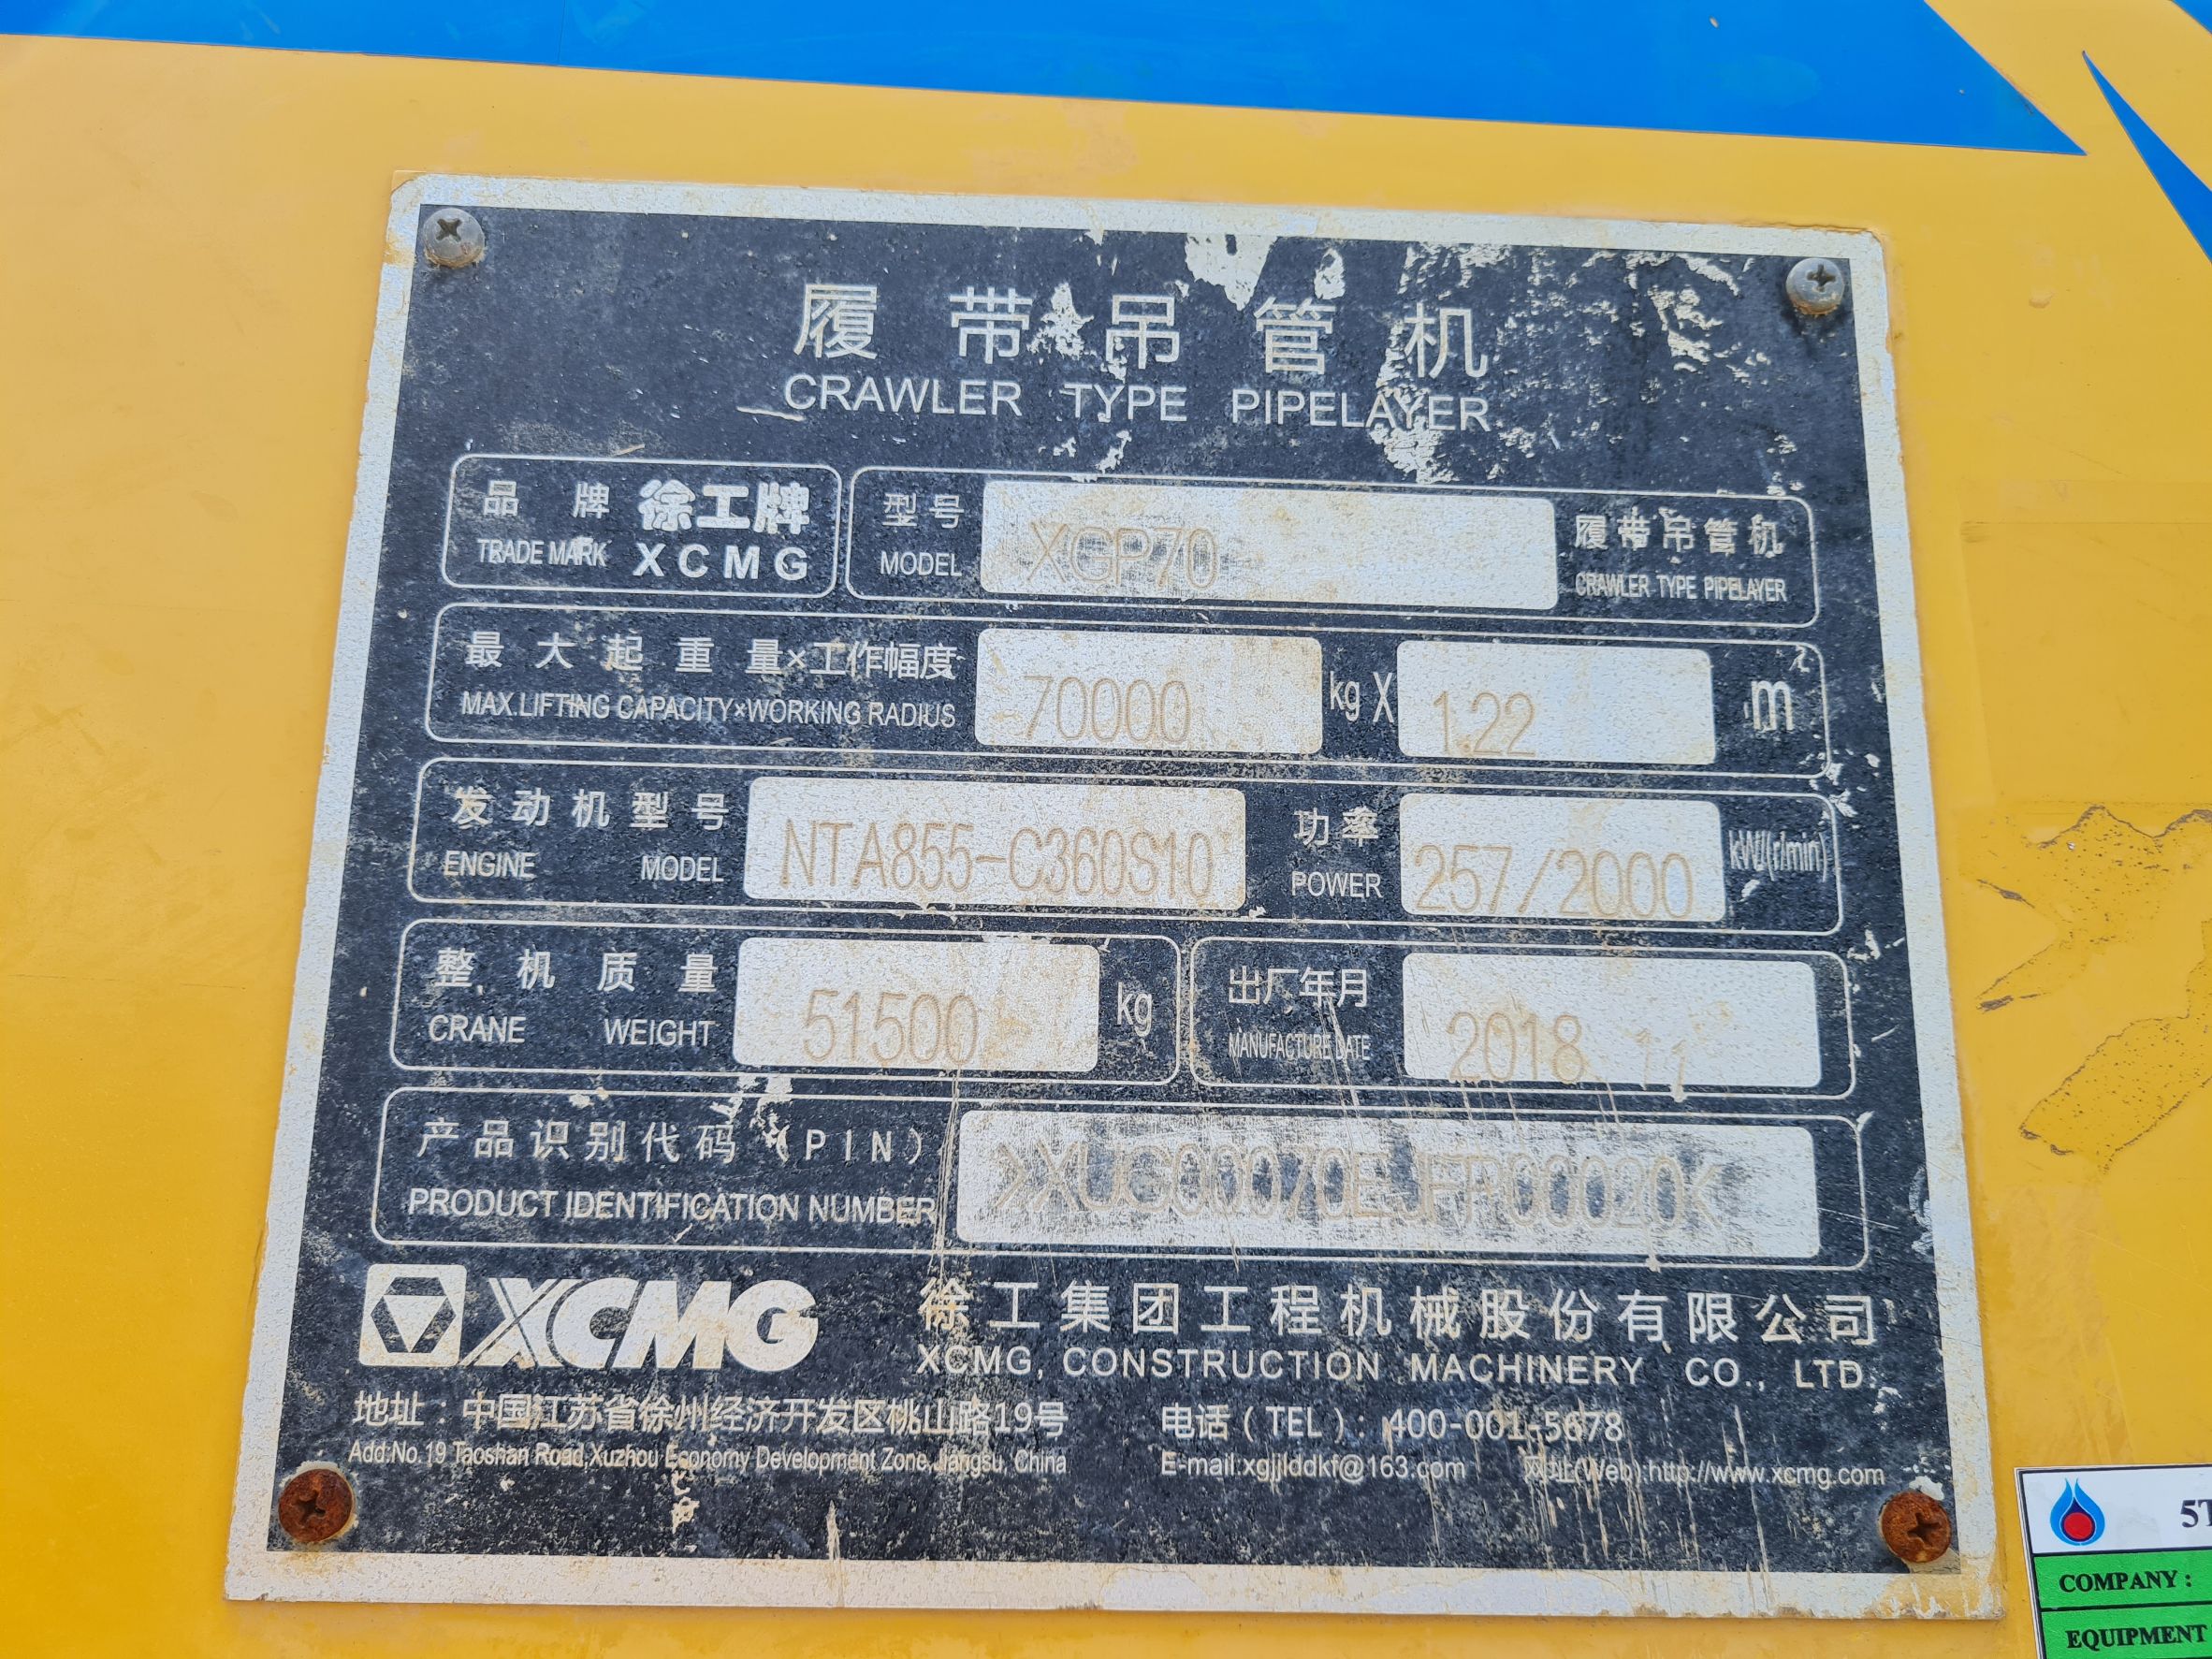 履带吊管机
CRAWLER TYPE PIPELAYER
品牌 徐工牌
TRADE MARK XCMG
型号
MODEL XGP70
履带吊管机
CRAWLER TYPE PIPELAYER
最大起重量×工作幅度
MAX.LIFTING CAPACITY×WORKING RADIUS 70000 kg X 1.22 m
发动机型号
ENGINE MODEL NTA855-C360S10
功率
POWER 257/2000 kW/(r/min)
整机质量
CRANE WEIGHT 51500 kg
出厂年月
MANUFACTURE DATE 2018 11
产品识别代码 (PIN)
PRODUCT IDENTIFICATION NUMBER
XCMG
徐工集团工程机械股份有限公司
XCMG, CONSTRUCTION MACHINERY CO., LTD.
地址：中国江苏省徐州经济开发区桃山路19号 电话（TEL）：400-001-5678
Add.No.19 Taoshan Road,Xuzhou Economy Development Zone,Jiangsu, China E-mail:xgjjlddkf@163.com 网址(Web):http://www.xcmg.com
COMPANY :
EQUIPMENT